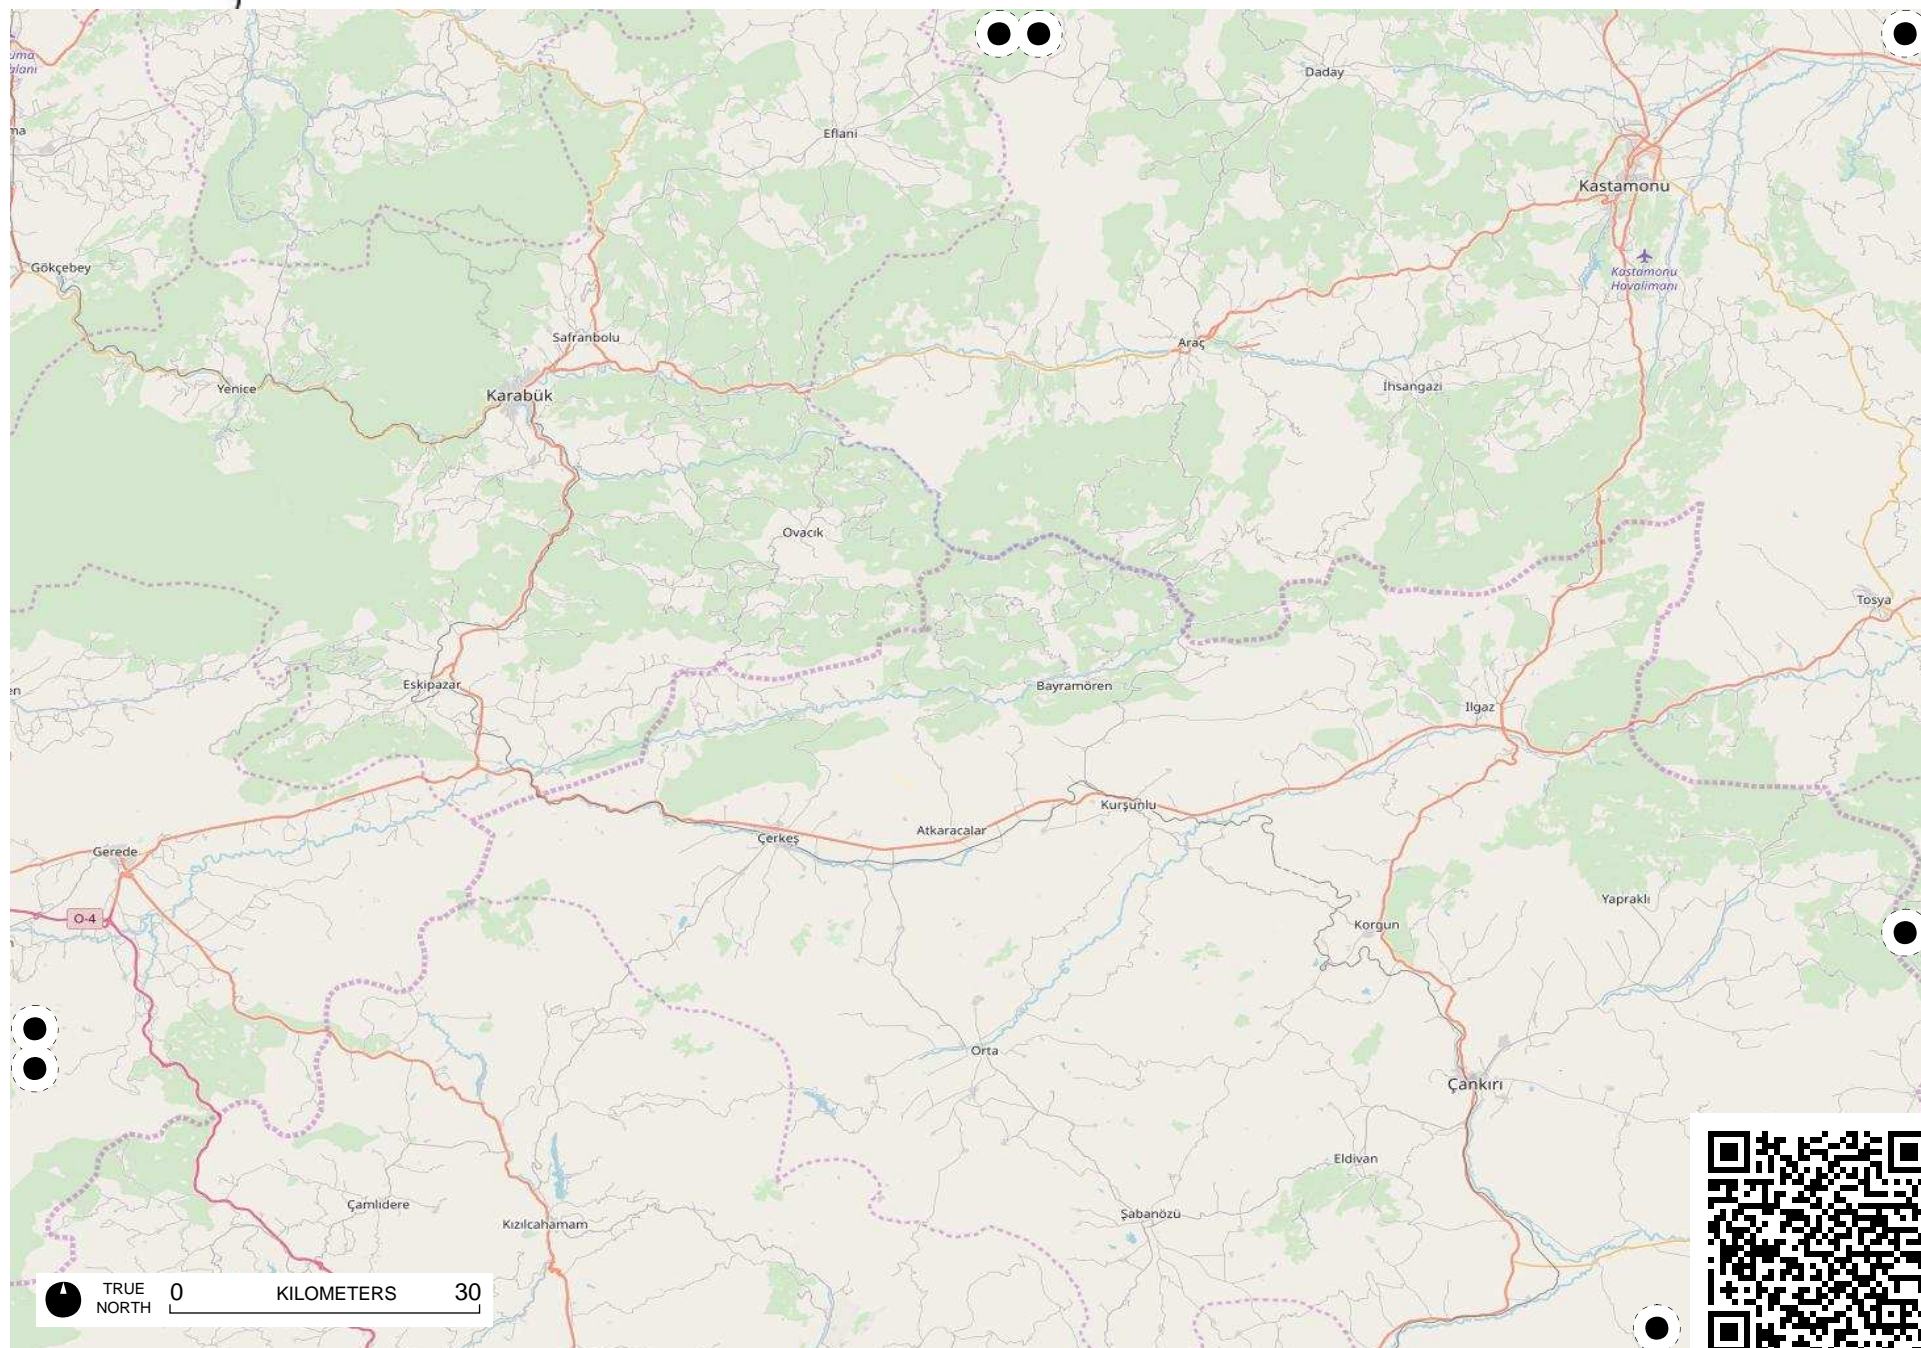 Daday
Eflani
Kastamonu
Gökçebey
Kastamonu
Havalimanı
Safranbolu
Araç
Yenice
Karabük
İhsangazi
Ovacık
Tosya
Eskipazar
Bayramören
Ilgaz
Kurşunlu
Çerkeş
Atkaracalar
Gerede
Yapraklı
O-4
Korgun
Orta
Çankırı
Eldivan
Çamlıdere
Şabanözü
Kızılcahamam
TRUE
NORTH
0 KILOMETERS 30